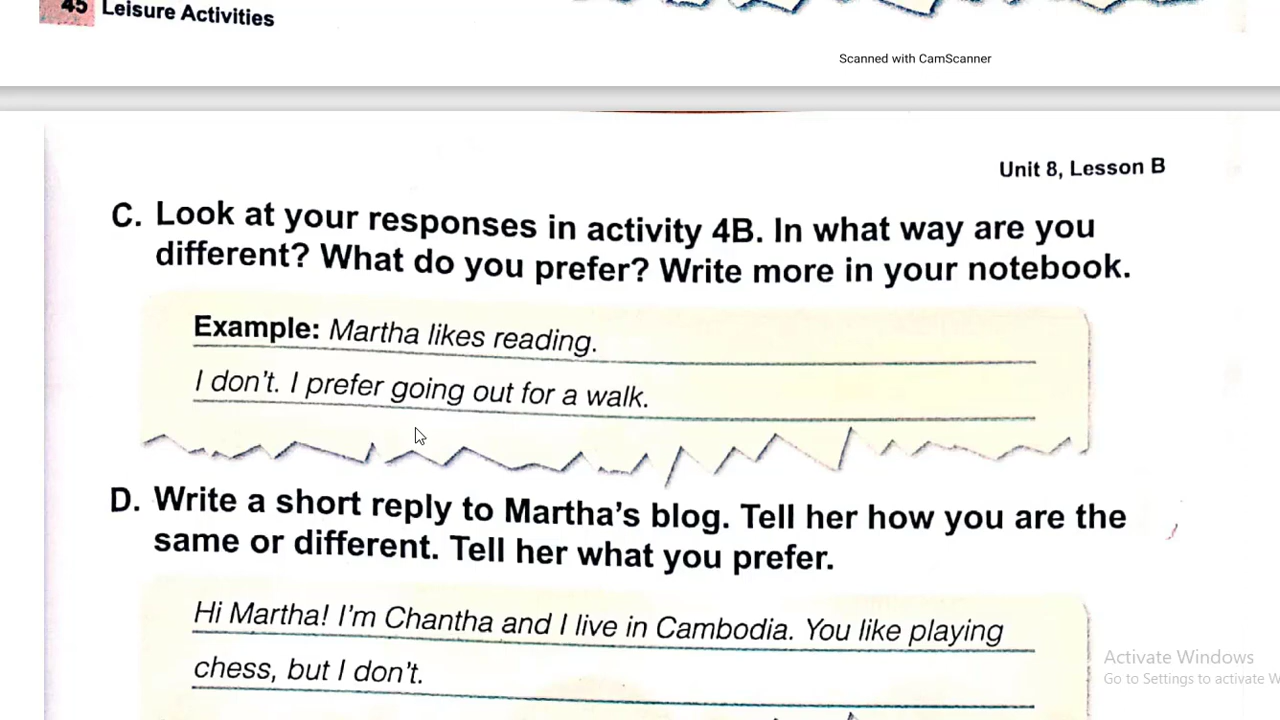 45 Leisure Activities
Scanned with CamScanner
Unit 8, Lesson B
C. Look at your responses in activity 4B. In what way are you
different? What do you prefer? Write more in your notebook.
Example: Martha likes reading.
I don't. I prefer going out for a walk.
D. Write a short reply to Martha's blog. Tell her how you are the
same or different. Tell her what you prefer.
Hi Martha! I'm Chantha and I live in Cambodia. You like playing
chess, but I don't.
Activate Windows
Go to Settings to activate W